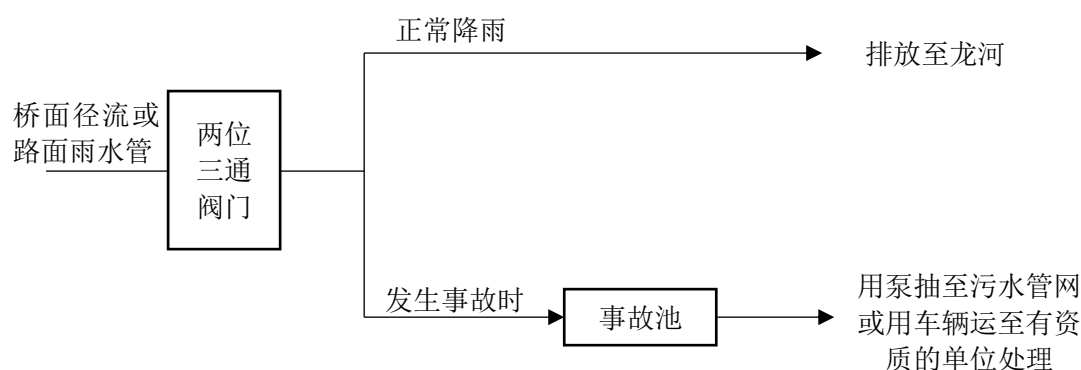 正常降雨
排放至龙河
桥面径流或
路面雨水管
两位
三通
阀门
发生事故时
事故池
用泵抽至污水管网
或用车辆运至有资
质的单位处理